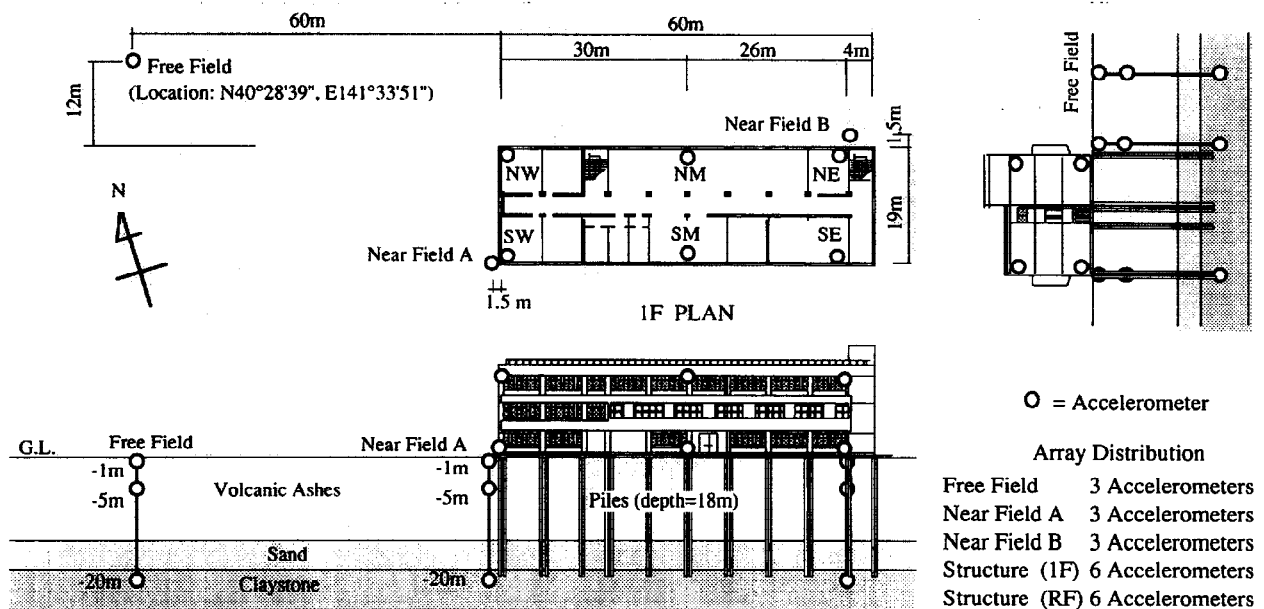 60m
60m
30m
26m
4m
Free Field
(Location: N40°28'39", E141°33'51")
12m
Near Field B
1.5m
NW
NM
NE
19m
N
SW
SM
SE
Near Field A
1.5 m
1F PLAN
Free Field
= Accelerometer
Array Distribution
Free Field 3 Accelerometers
Near Field A 3 Accelerometers
Near Field B 3 Accelerometers
Structure (1F) 6 Accelerometers
Structure (RF) 6 Accelerometers
G.L.
Free Field
Near Field A
-1m
-1m
-5m
Volcanic Ashes
-5m
Piles (depth=18m)
Sand
-20m
Claystone
-20m